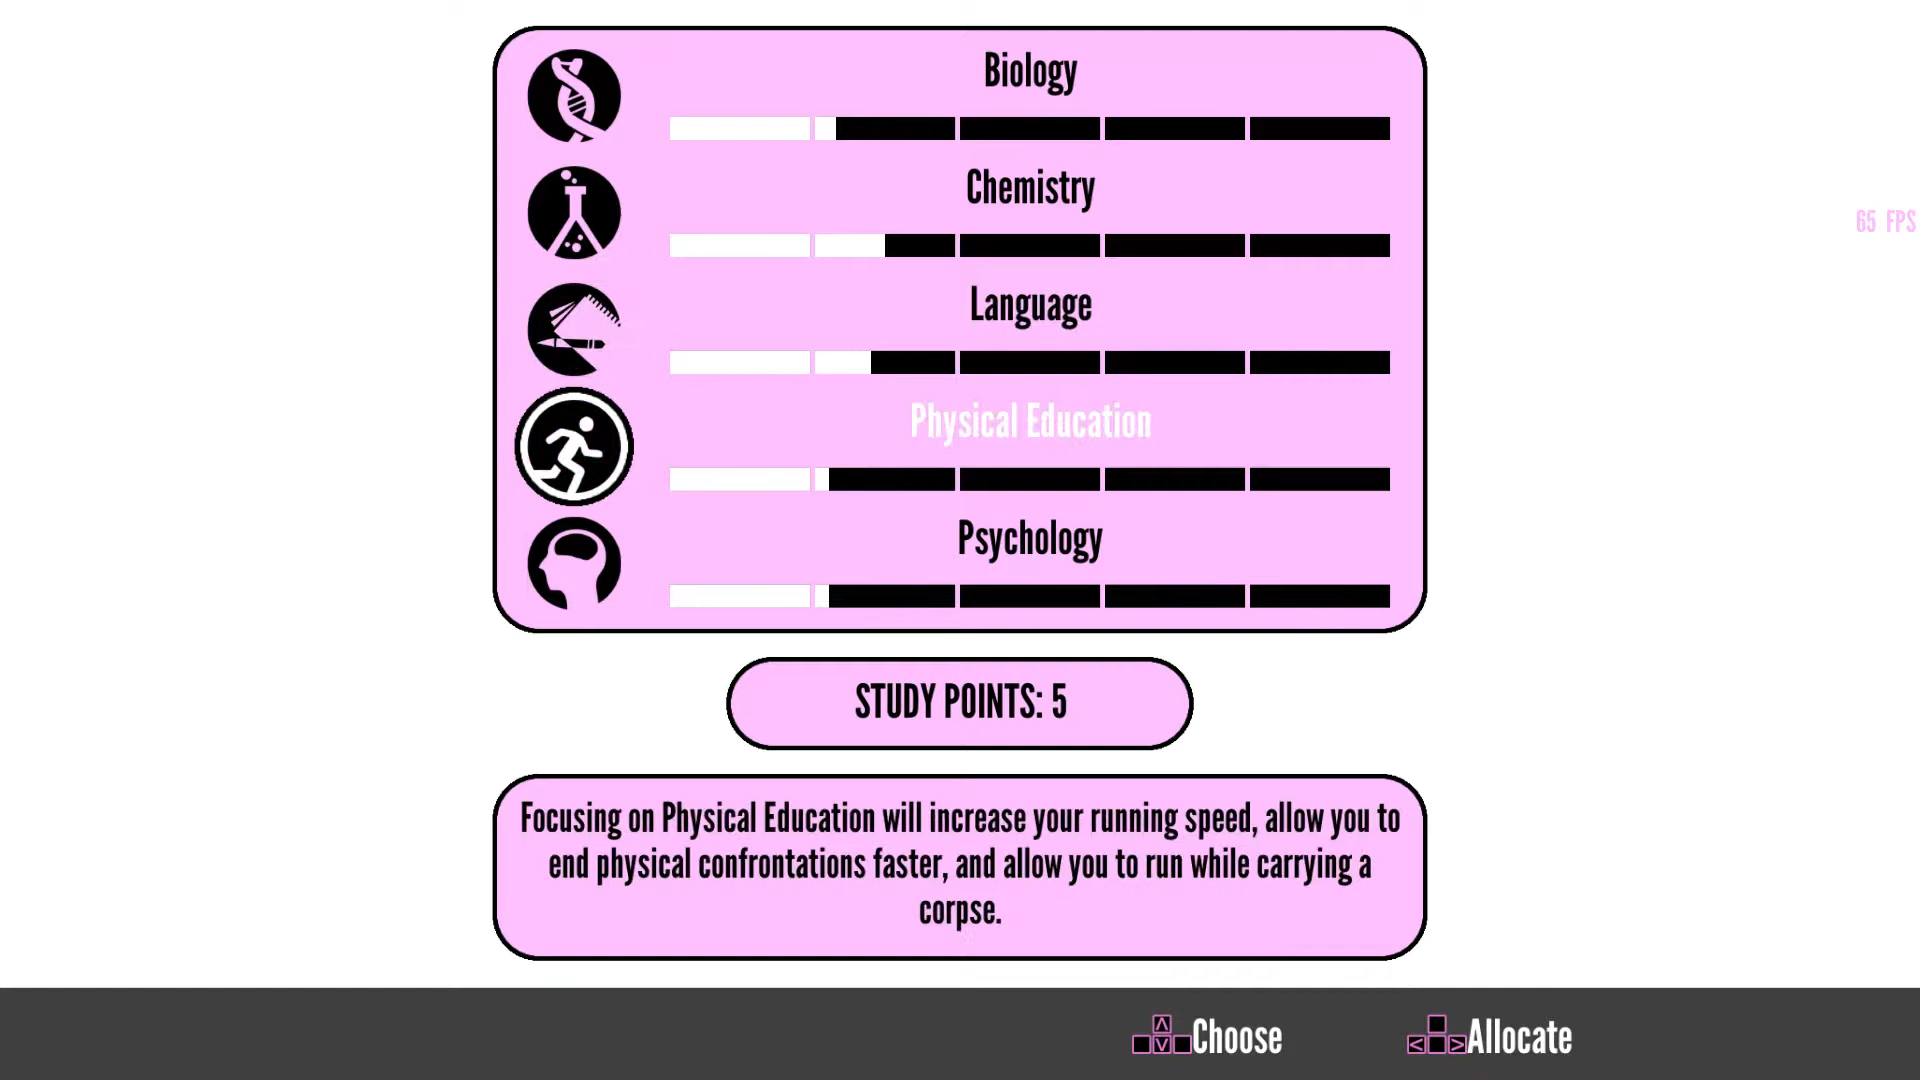 Biology
Chemistry
65 FPS
Language
Physical Education
Psychology
STUDY POINTS: 5
Focusing on Physical Education will increase your running speed, allow you to
end physical confrontations faster, and allow you to run while carrying a
corpse.
Choose
Allocate